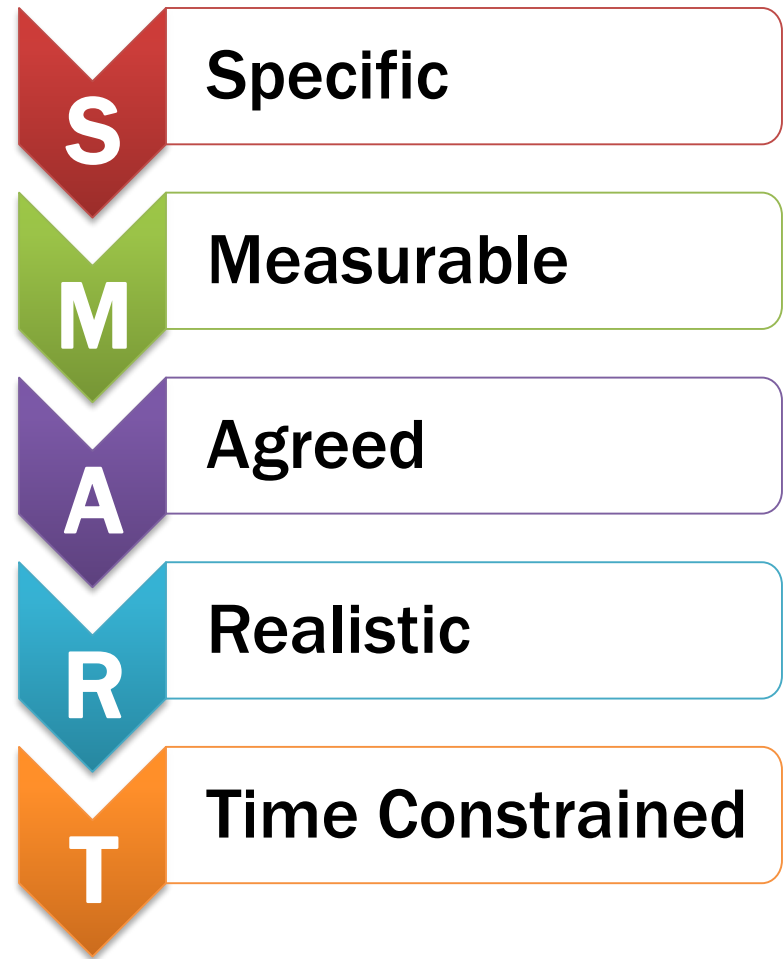 S Specific
M Measurable
A Agreed
R Realistic
T Time Constrained